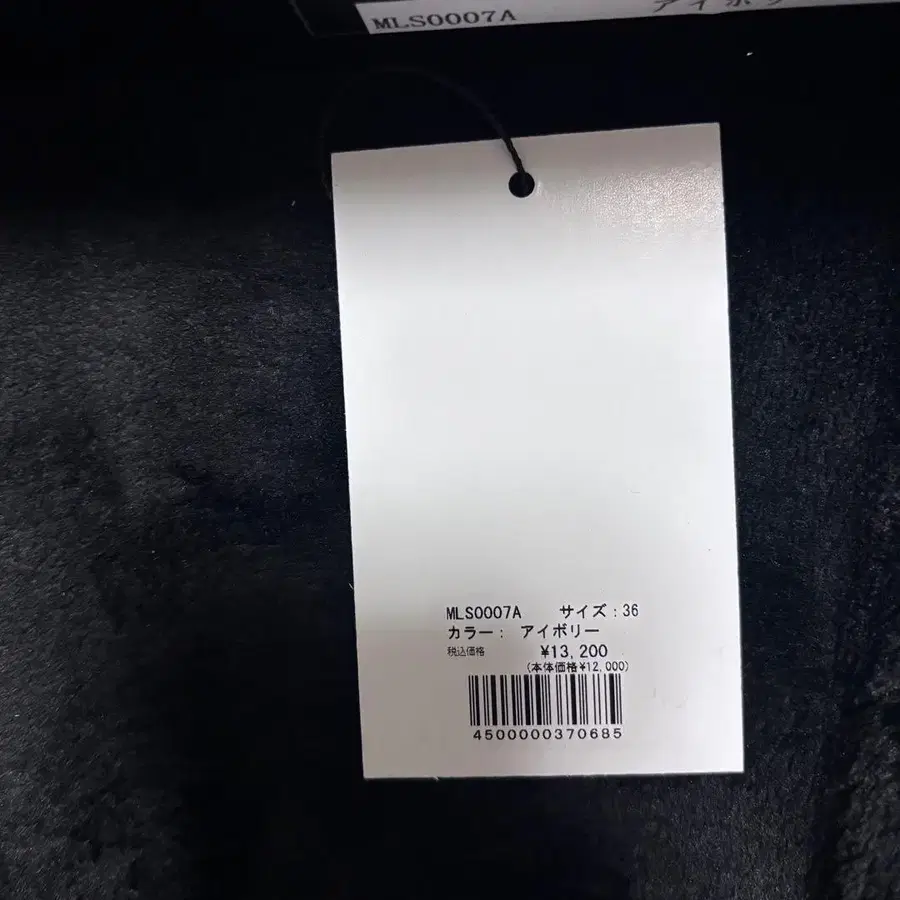 MLS0007A
MLS0007A サイズ:36
カラー: アイボリー
税込価格 ¥13,200
(本体価格¥12,000)
4500000370685